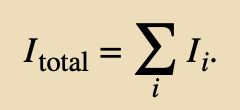 I_total = ∑_i I_i.